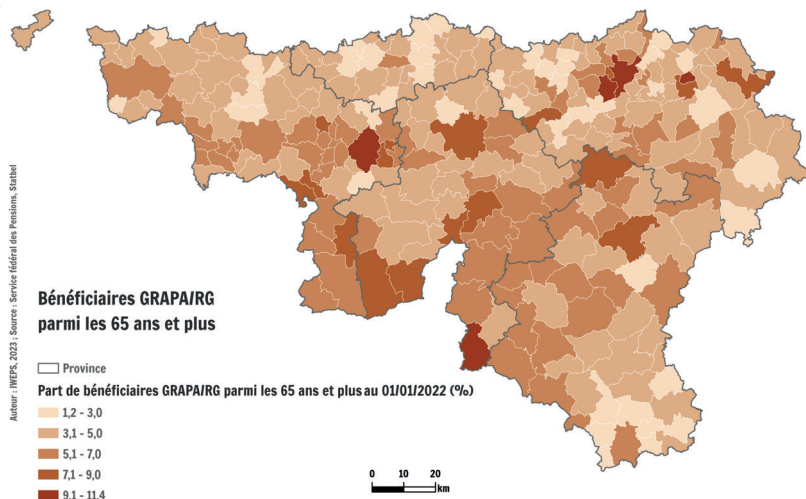 Auteur : IWEPS, 2023 ; Source : Service fédéral des Pensions, Statbel
Bénéficiaires GRAPA/RG
parmi les 65 ans et plus
Province
Part de bénéficiaires GRAPA/RG parmi les 65 ans et plus au 01/01/2022 (%)
1,2 - 3,0
3,1 - 5,0
5,1 - 7,0
7,1 - 9,0
9,1 - 11,4
0 10 20
km